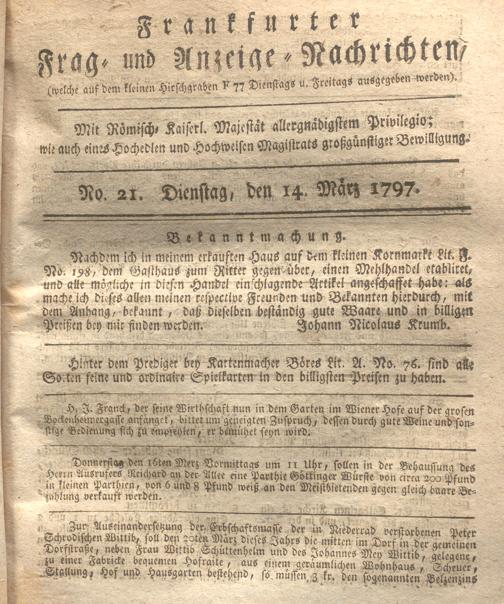 Frankfurter
Frag- und Anzeige-Nachrichten,
(welche auf dem kleinen Hirschgraben F 77 Dienstags u. Freitags ausgegeben werden).
Mit Römisch Kaiserl. Majestät allergnädigstem Privilegio;
wie auch eines Hochedlen und Hochweisen Magistrats großgünstiger Bewilligung.
No. 21. Dienstag, den 14. März 1797.
Bekanntmachung.
Nachdem ich in meinem erkauften Haus auf dem kleinen Kornmarkt Lit. F.
No. 198, dem Gasthaus zum Ritter gegen über, einen Mehlhandel etabliret,
und alle mögliche in diesen Handel einschlagende Artikel angeschaffet habe: als
mache ich dieses allen meinen respective Freunden und Bekannten hierdurch, mit
dem Anhang, bekannt, daß dieselben beständig gute Waare und in billigen
Preißen bey mir finden werden. Johann Nicolaus Krumb.
Hinter dem Prediger bey Kartenmacher Böres Lit. A. No. 76. sind alle
Sorten feine und ordinaire Spielkarten in den billigsten Preisen zu haben.
H. J. Franck, der seine Wirthschaft nun in dem Garten im Wiener Hofe auf der grosen
Bockenheimergasse anfänget, bittet um geneigten Zuspruch, dessen durch gute Weine und son-
stige Bedienung sich zu empfehlen, er bemühet seyn wird.
Donnerstag den 16ten Merz Vormittags um 11 Uhr, sollen in der Behaussung des
Herrn Ausrufers Richard an der Allee eine Parthie Göttinger Würste von circa 200 Pfund
in kleinen Parthien, von 6 und 8 Pfund weiß an den Meistbietenden gegen gleich baare Be-
zahlung verkauft werden.
Zur Auseinandersetzung der Erbschaftsmasse der in Niederrad verstorbenen Peter
Schrodischen Wittib, soll den 20ten März dieses Jahrs die mitten im Dorf in der gemeinen
Dorfstraße, neben Frau Wittib Schüttenhelm und des Johannes Mey Wittib, gelegene,
zu einer Fabricke bequemen Hofraite, aus einem geräumlichen Wohnhaus, Scheuer,
Stallung, Hof und Hausgarten bestehend, so müssen 3 kr. den sogenannten Belzenzins